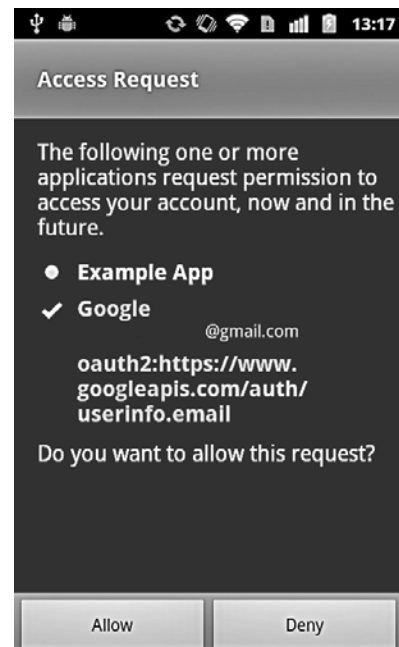 13:17
Access Request
The following one or more
applications request permission to
access your account, now and in the
future.
Example App
Google
@gmail.com
oauth2:https://www.
googleapis.com/auth/
userinfo.email
Do you want to allow this request?
Allow
Deny